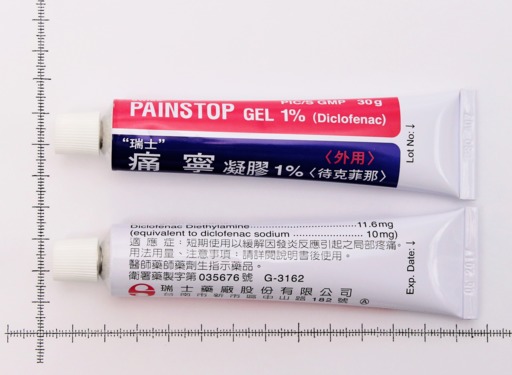 PIC/S GMP 30g
PAINSTOP GEL 1% (Diclofenac)
“瑞士”
痛寧凝膠1%〈待克菲那〉
〈外用〉
Lot No:
Diclofenac Diethylamine 11.6mg
(equivalent to diclofenac sodium 10mg)
適應症：短期使用以緩解因發炎反應引起之局部疼痛。
用法用量、注意事項：請詳閱說明書後使用。
醫師藥師藥劑生指示藥品。
衛署藥製字第035676號 G-3162
瑞士藥廠股份有限公司
台南市新市區中山路182號 Ⓐ
Exp. Date: